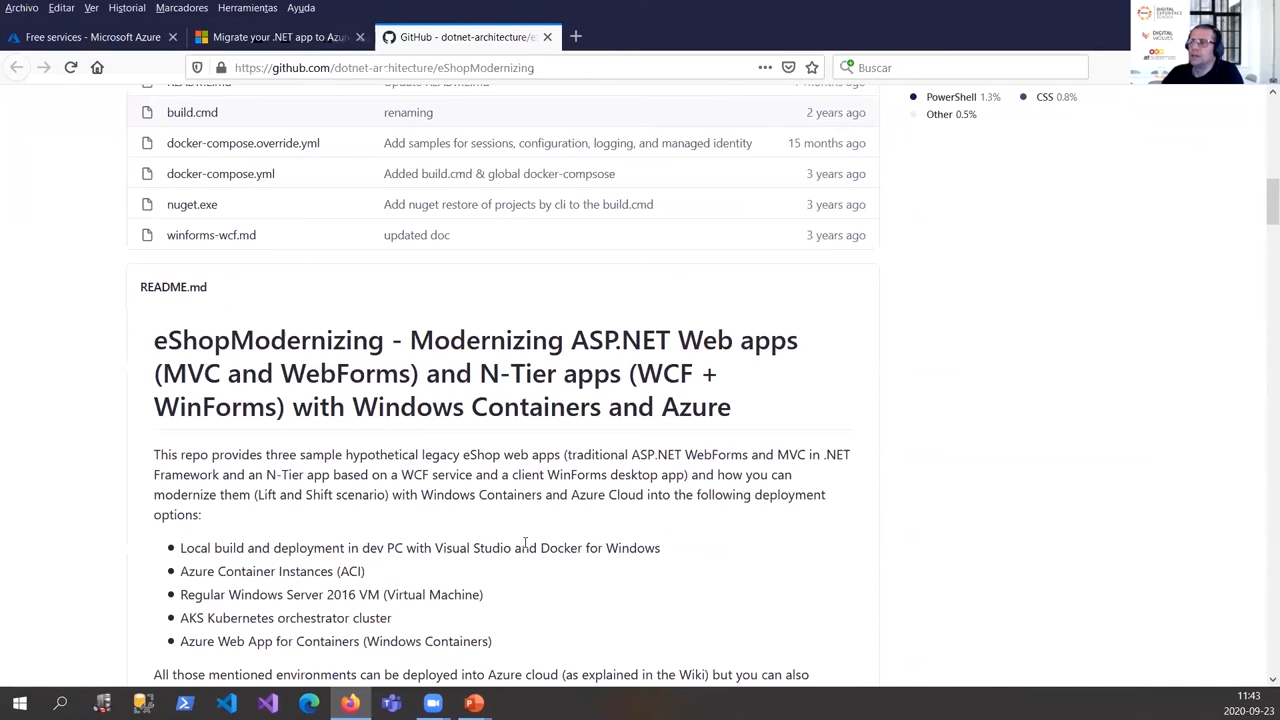 Archivo Editar Ver Historial Marcadores Herramientas Ayuda
Free services - Microsoft Azure
Migrate your .NET app to Azu
GitHub - dotnet-architecture/e
https://github.com/dotnet-architecture/eShopModernizing
Buscar
DIGITAL EXPERIENCE SCHOOL
DIGITAL WOLVES
PowerShell 1.3% CSS 0.8%
Other 0.5%
build.cmd renaming 2 years ago
docker-compose.override.yml Add samples for sessions, configuration, logging, and managed identity 15 months ago
docker-compose.yml Added build.cmd & global docker-compsose 3 years ago
nuget.exe Add nuget restore of projects by cli to the build.cmd 3 years ago
winforms-wcf.md updated doc 3 years ago
README.md
eShopModernizing - Modernizing ASP.NET Web apps
(MVC and WebForms) and N-Tier apps (WCF +
WinForms) with Windows Containers and Azure
This repo provides three sample hypothetical legacy eShop web apps (traditional ASP.NET WebForms and MVC in .NET
Framework and an N-Tier app based on a WCF service and a client WinForms desktop app) and how you can
modernize them (Lift and Shift scenario) with Windows Containers and Azure Cloud into the following deployment
options:
Local build and deployment in dev PC with Visual Studio and Docker for Windows
Azure Container Instances (ACI)
Regular Windows Server 2016 VM (Virtual Machine)
AKS Kubernetes orchestrator cluster
Azure Web App for Containers (Windows Containers)
All those mentioned environments can be deployed into Azure cloud (as explained in the Wiki) but you can also
11:43
2020-09-23